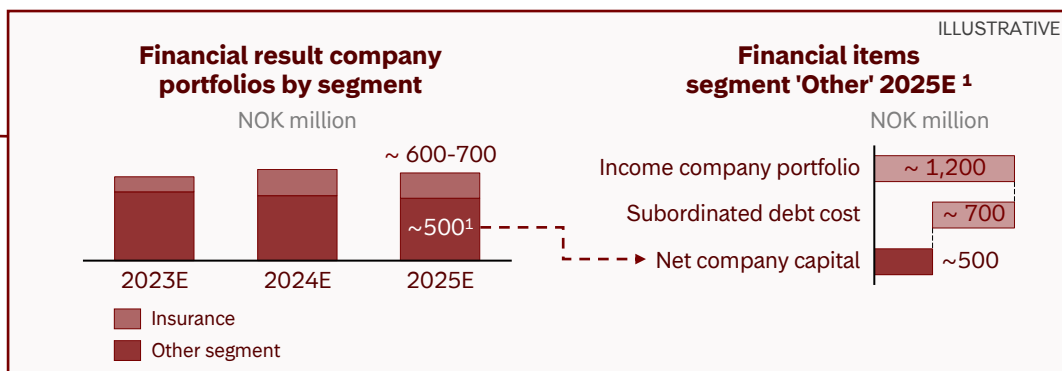 ILLUSTRATIVE
Financial result company
portfolios by segment
NOK million
~ 600-700
~500¹
2023E
2024E
2025E
Insurance
Other segment
Financial items
segment 'Other' 2025E ¹
NOK million
Income company portfolio
~ 1,200
Subordinated debt cost
~ 700
Net company capital
~500